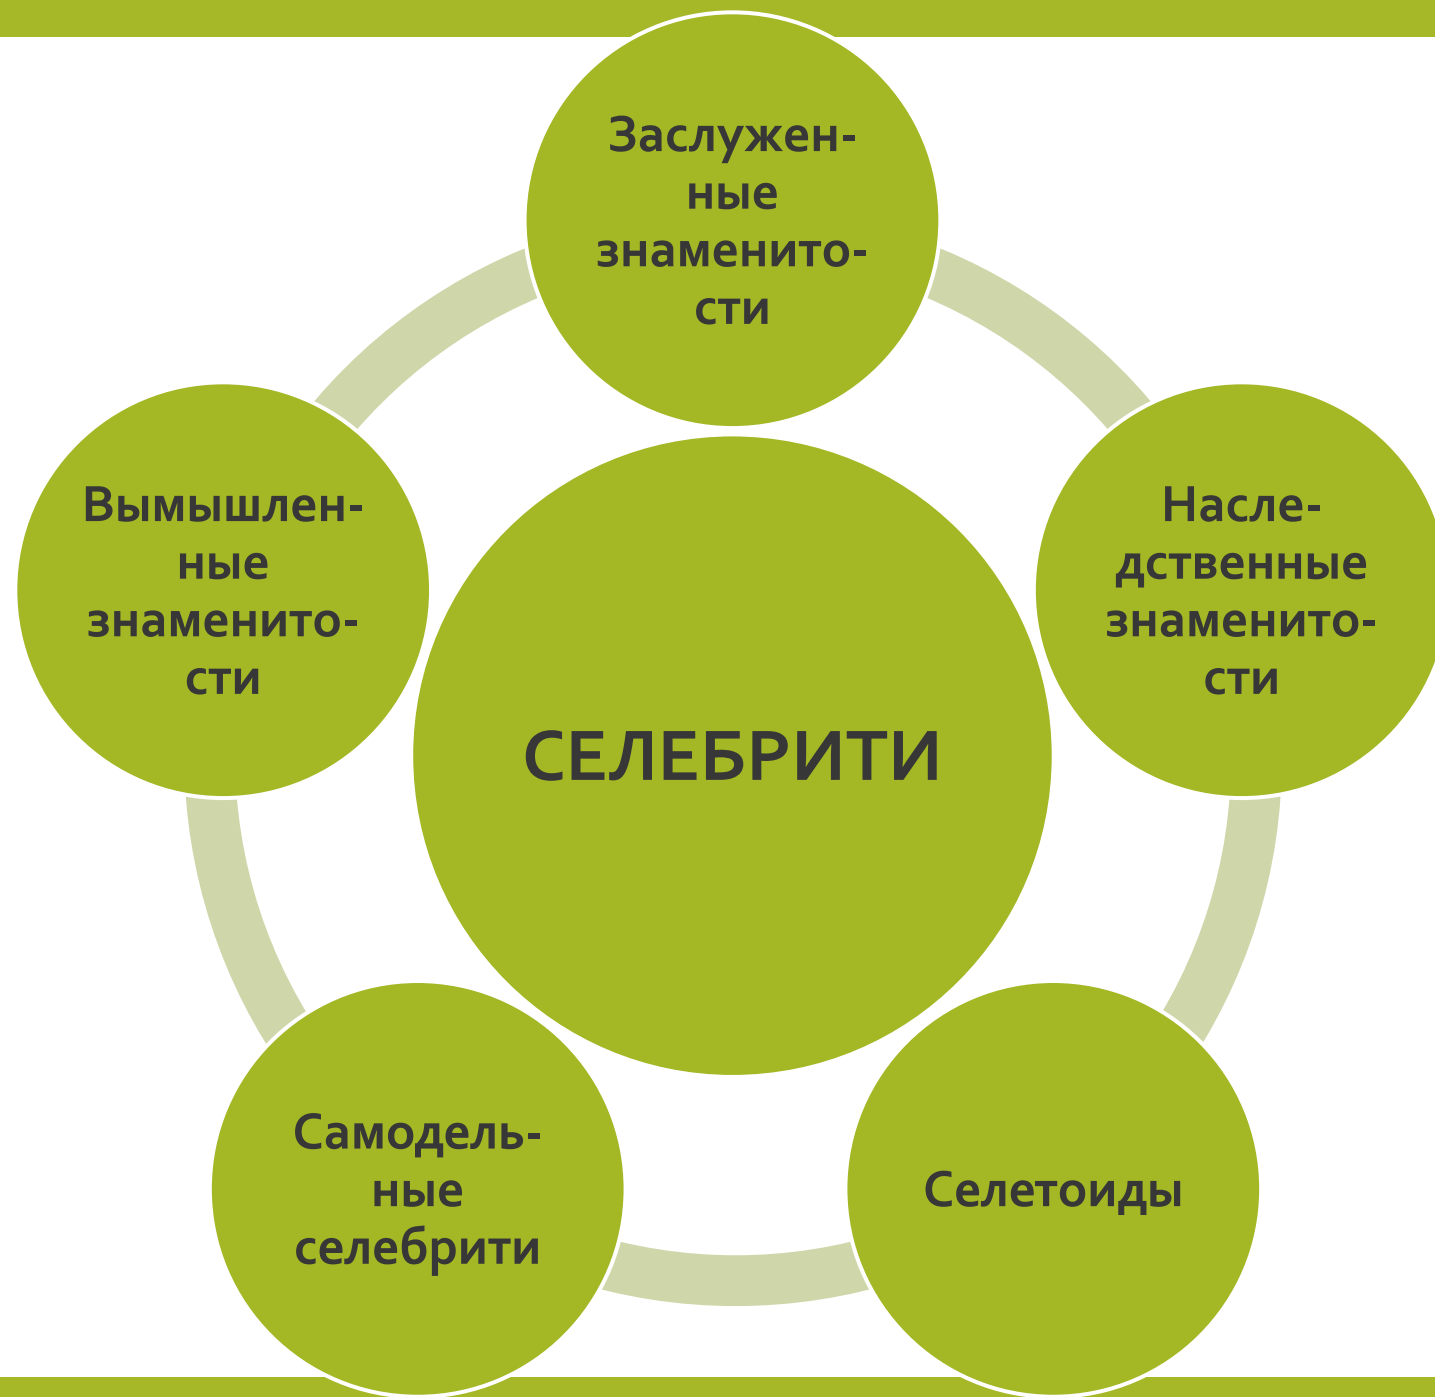 Заслужен-
ные
знаменито-
сти
Вымышлен-
ные
знаменито-
сти
Насле-
дственные
знаменито-
сти
СЕЛЕБРИТИ
Самодель-
ные
селебрити
Селетоиды